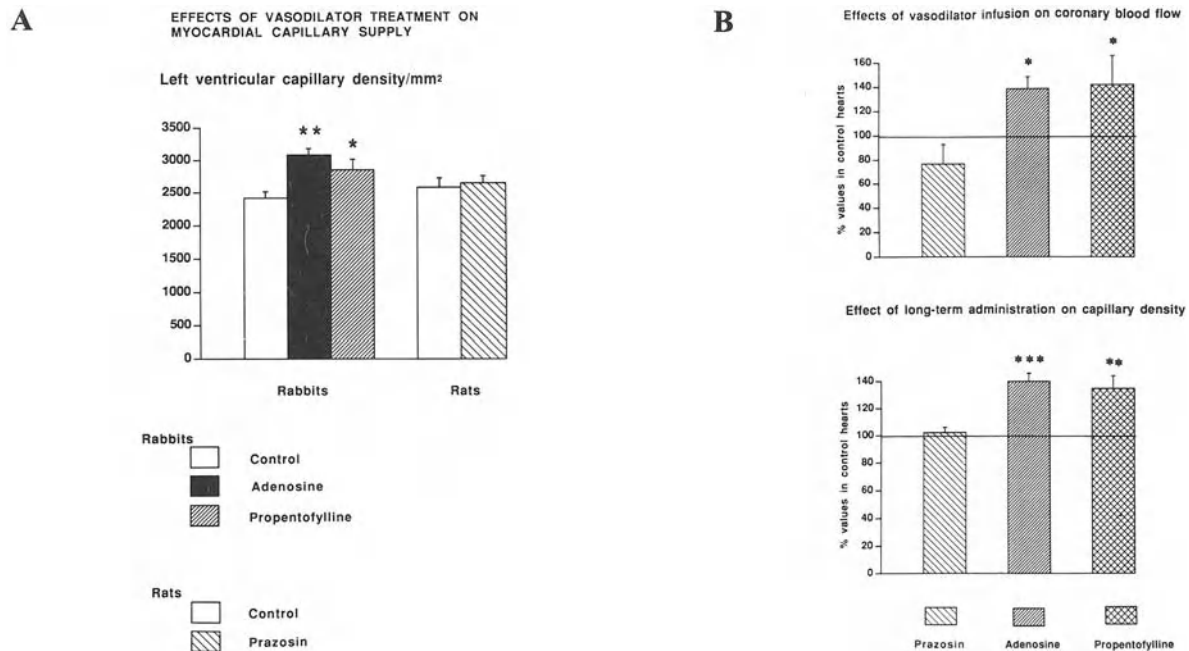 A
EFFECTS OF VASODILATOR TREATMENT ON
MYOCARDIAL CAPILLARY SUPPLY
Left ventricular capillary density/mm²
3500
3000
2500
2000
1500
1000
500
0
** *
Rabbits Rats
Rabbits
Control
Adenosine
Propentofylline
Rats
Control
Prazosin
B
Effects of vasodilator infusion on coronary blood flow
% values in control hearts
160
140
120
100
80
60
40
20
0
* *
Effect of long-term administration on capillary density
% values in control hearts
140
120
100
80
60
40
20
0
*** **
Prazosin Adenosine Propentofylline